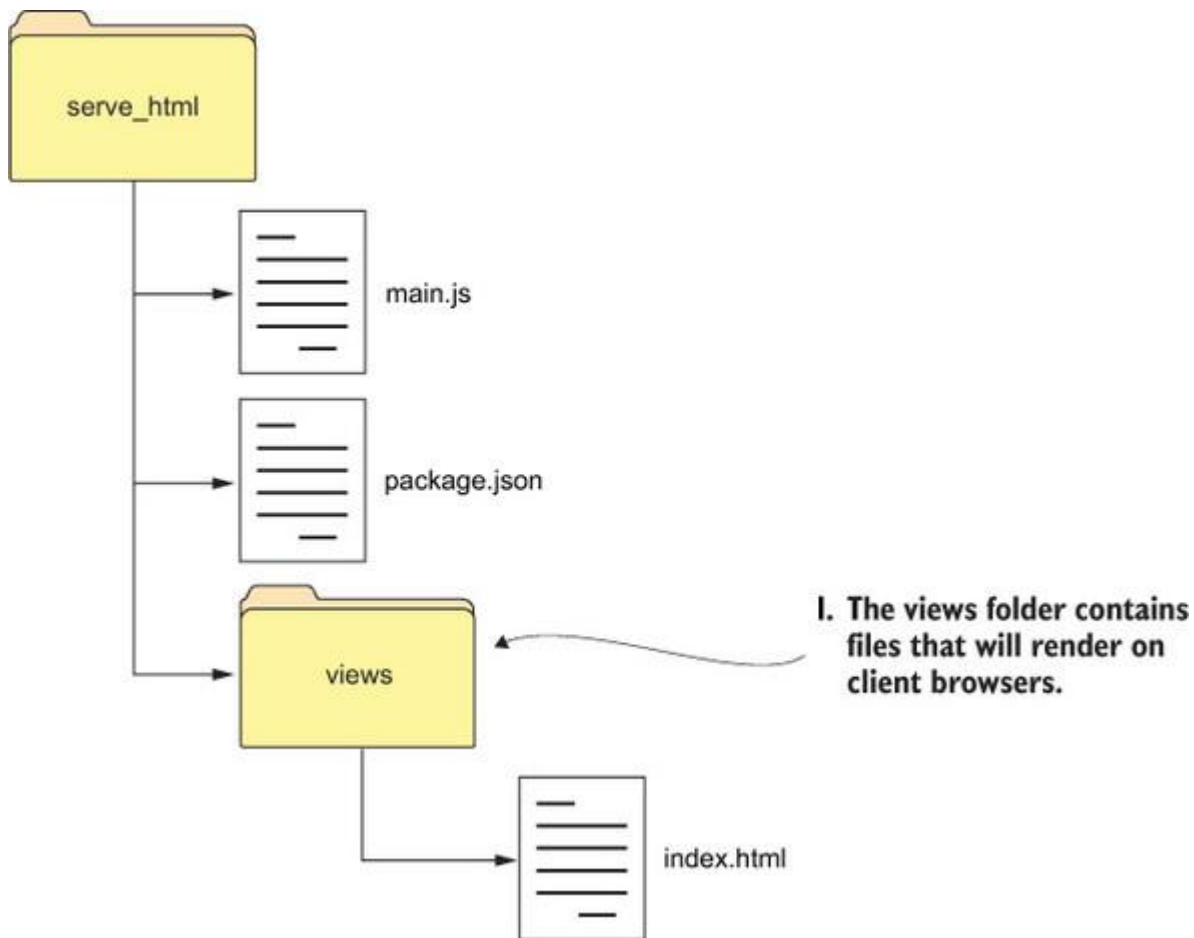 serve_html
main.js
package.json
views
I. The views folder contains
files that will render on
client browsers.
index.html